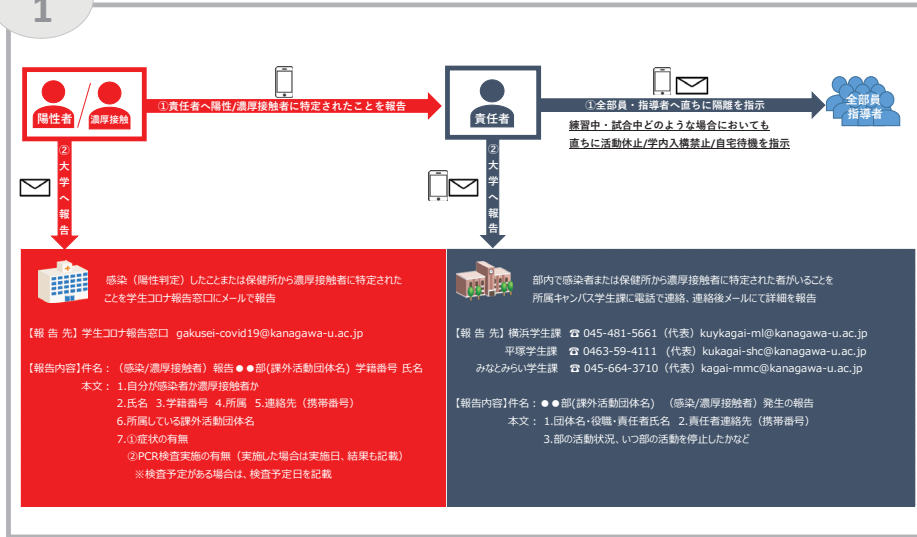 1
陽性者
濃厚接触
①責任者へ陽性/濃厚接触者に特定されたことを報告
責任者
①全部員・指導者へ直ちに隔離を指示
練習中・試合中どのような場合においても
直ちに活動休止/学内入構禁止/自宅待機を指示
全部員
指導者
②大学へ報告
②大学へ報告
感染（陽性判定）したことまたは保健所から濃厚接触者に特定された
ことを学生コロナ報告窓口にメールで報告
【報 告 先】学生コロナ報告窓口 gakusei-covid19@kanagawa-u.ac.jp
【報告内容】件名：（感染/濃厚接触者）報告●●部(課外活動団体名) 学籍番号 氏名
本文： 1.自分が感染者か濃厚接触者か
2.氏名 3.学籍番号 4.所属 5.連絡先（携帯番号）
6.所属している課外活動団体名
7.①症状の有無
②PCR検査実施の有無（実施した場合は実施日、結果も記載）
※検査予定がある場合は、検査予定日を記載
部内で感染者または保健所から濃厚接触者に特定された者がいることを
所属キャンパス学生課に電話で連絡、連絡後メールにて詳細を報告
【報 告 先】横浜学生課 ☎ 045-481-5661（代表）kuykagai-ml@kanagawa-u.ac.jp
平塚学生課 ☎ 0463-59-4111 (代表）kukagai-shc@kanagawa-u.ac.jp
みなとみらい学生課 ☎ 045-664-3710（代表）kagai-mmc@kanagawa-u.ac.jp
【報告内容】件名：●●部(課外活動団体名) （感染/濃厚接触者）発生の報告
本文： 1.団体名・役職・責任者氏名 2.責任者連絡先（携帯番号）
3.部の活動状況、いつ部の活動を停止したかなど